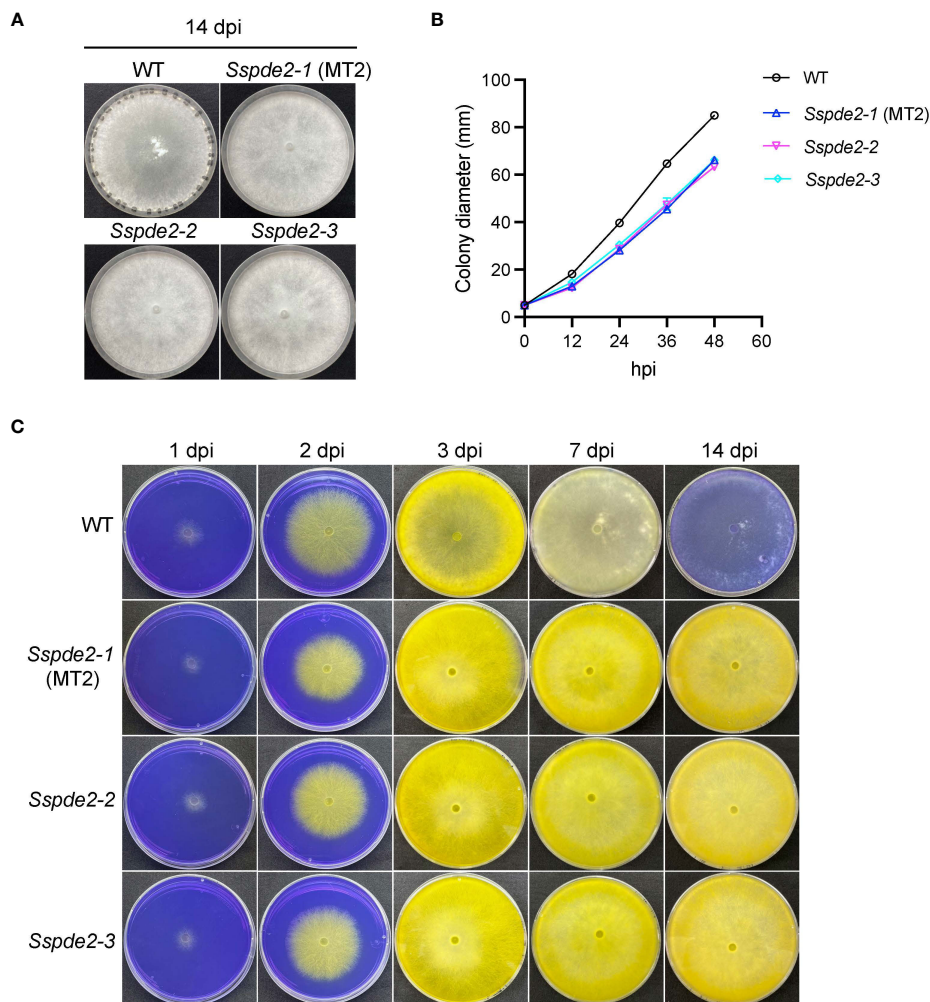 A
14 dpi
WT Sspde2-1 (MT2)
Sspde2-2 Sspde2-3
B
100
80
60
40
20
0
Colony diameter (mm)
0 12 24 36 48 60
hpi
WT
Sspde2-1 (MT2)
Sspde2-2
Sspde2-3
C
1 dpi 2 dpi 3 dpi 7 dpi 14 dpi
WT
Sspde2-1
(MT2)
Sspde2-2
Sspde2-3